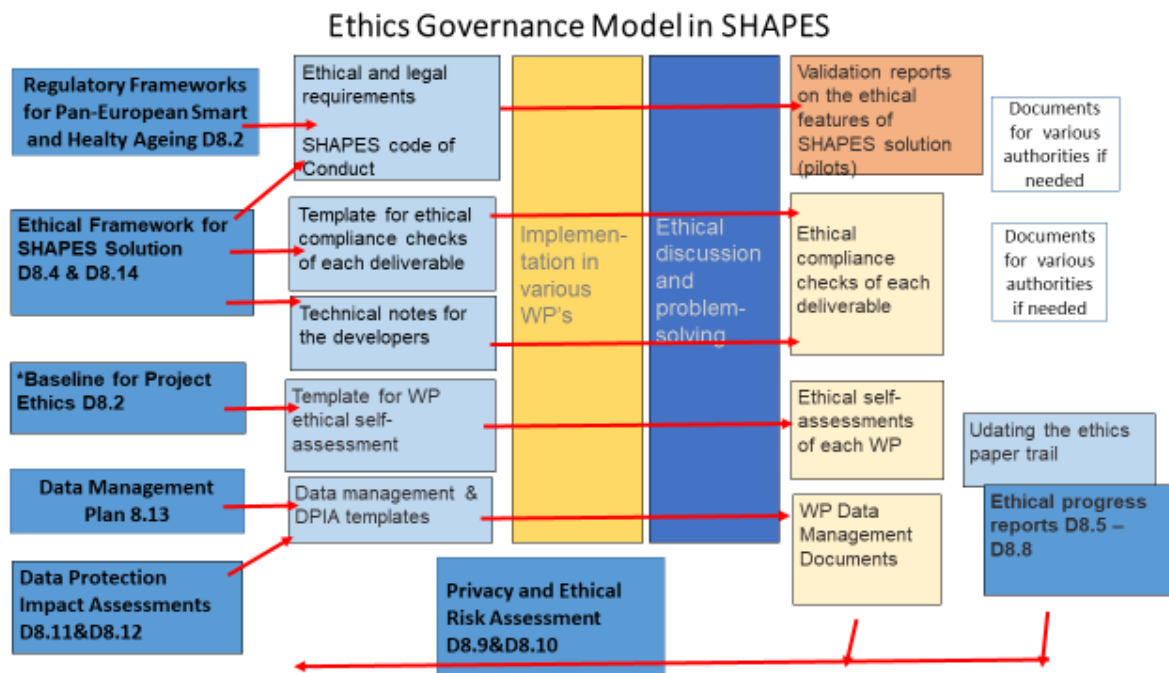 Ethics Governance Model in SHAPES
Regulatory Frameworks
for Pan-European Smart
and Healty Ageing D8.2
Ethical Framework for
SHAPES Solution
D8.4 & D8.14
*Baseline for Project
Ethics D8.2
Data Management
Plan 8.13
Data Protection
Impact Assessments
D8.11&D8.12
Ethical and legal
requirements
SHAPES code of
Conduct
Template for ethical
compliance checks
of each deliverable
Technical notes for
the developers
Template for WP
ethical self-
assessment
Data management &
DPIA templates
Implemen-
tation in
various
WP's
Ethical
discussion
and
problem-
solving
Privacy and Ethical
Risk Assessment
D8.9&D8.10
Validation reports
on the ethical
features of
SHAPES solution
(pilots)
Ethical
compliance
checks of each
deliverable
Ethical self-
assessments
of each WP
WP Data
Management
Documents
Documents
for various
authorities if
needed
Documents
for various
authorities
if needed
Udating the ethics
paper trail
Ethical progress
reports D8.5 –
D8.8